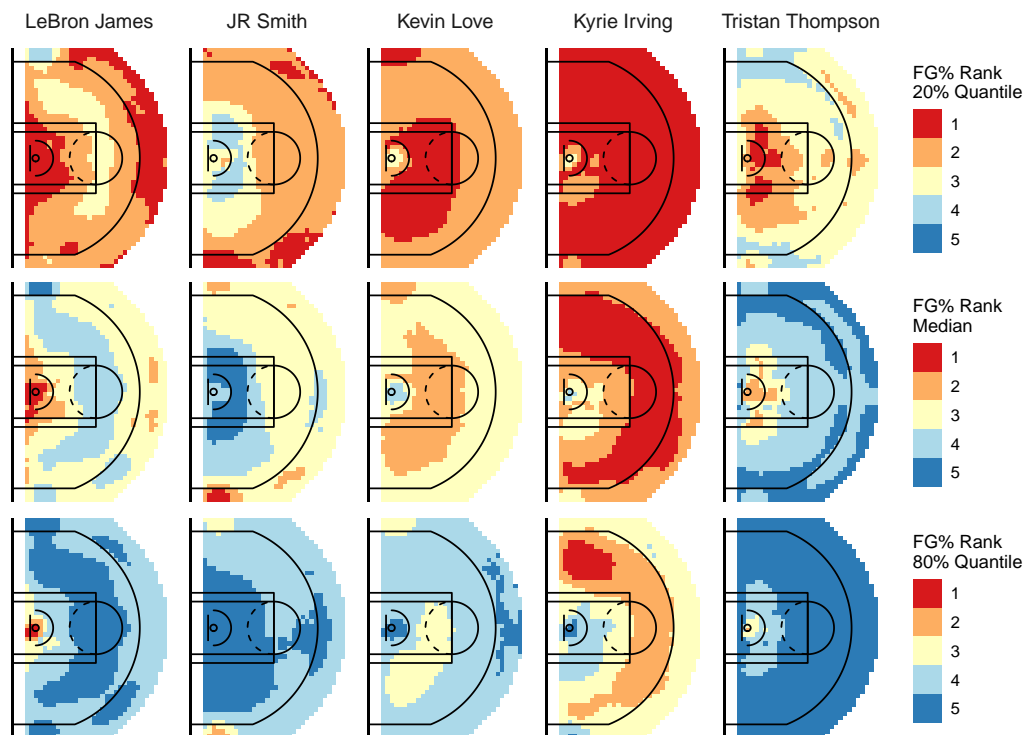 LeBron James
JR Smith
Kevin Love
Kyrie Irving
Tristan Thompson
FG% Rank
20% Quantile
1
2
3
4
5
FG% Rank
Median
1
2
3
4
5
FG% Rank
80% Quantile
1
2
3
4
5